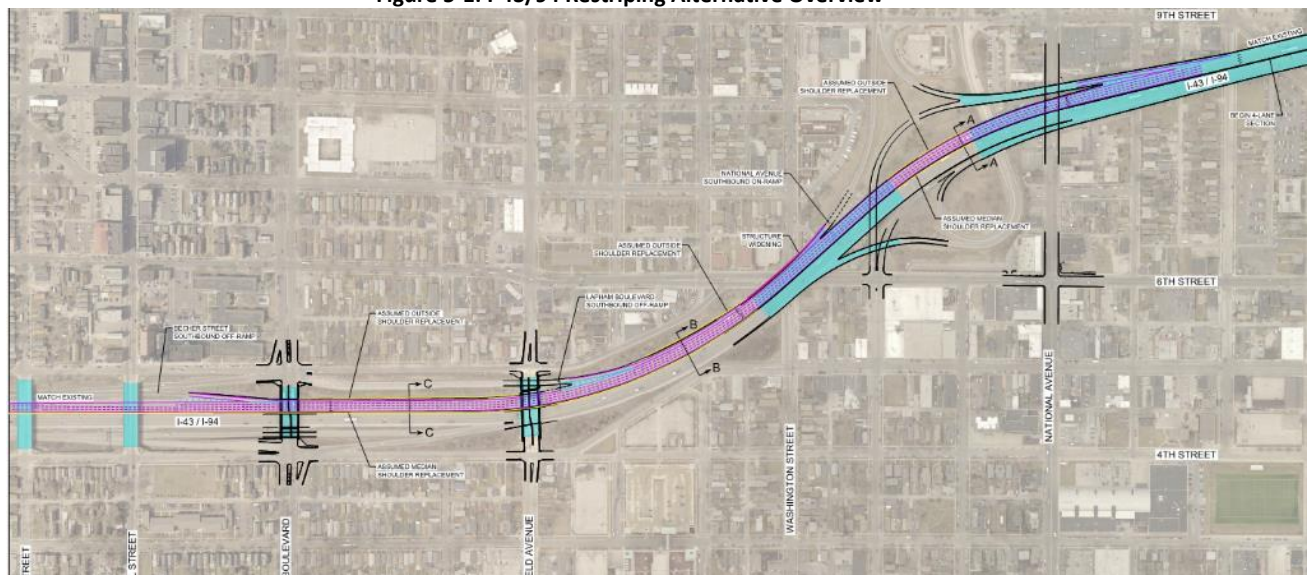 Figure 3-2. I-43/94 Restriping Alternative Overview
9TH STREET
MATCH EXISTING
I-43 / I-94
BEGIN 4-LANE
SECTION
ASSUMED OUTSIDE
SHOULDER REPLACEMENT
A
A
NATIONAL AVENUE
SOUTHBOUND ON-RAMP
ASSUMED MEDIAN
SHOULDER REPLACEMENT
STRUCTURE
WIDENING
ASSUMED OUTSIDE
SHOULDER REPLACEMENT
6TH STREET
LAPHAM BOULEVARD
SOUTHBOUND OFF-RAMP
BECHER STREET
SOUTHBOUND OFF-RAMP
ASSUMED OUTSIDE
SHOULDER REPLACEMENT
B
B
C
C
MATCH EXISTING
I-43 / I-94
ASSUMED MEDIAN
SHOULDER REPLACEMENT
NATIONAL AVENUE
WASHINGTON STREET
4TH STREET
TREET
STREET
BOULEVARD
ELD AVENUE